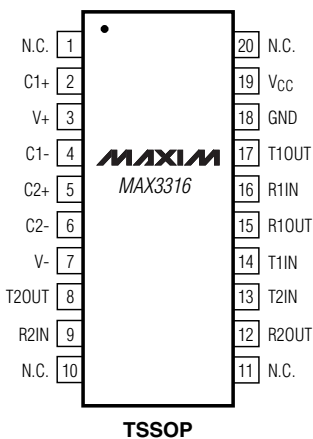 N.C. 1 20 N.C.
C1+ 2 19 VCC
V+ 3 18 GND
C1- 4 MAXIM 17 T1OUT
C2+ 5 MAX3316 16 R1IN
C2- 6 15 R1OUT
V- 7 14 T1IN
T2OUT 8 13 T2IN
R2IN 9 12 R2OUT
N.C. 10 11 N.C.
TSSOP